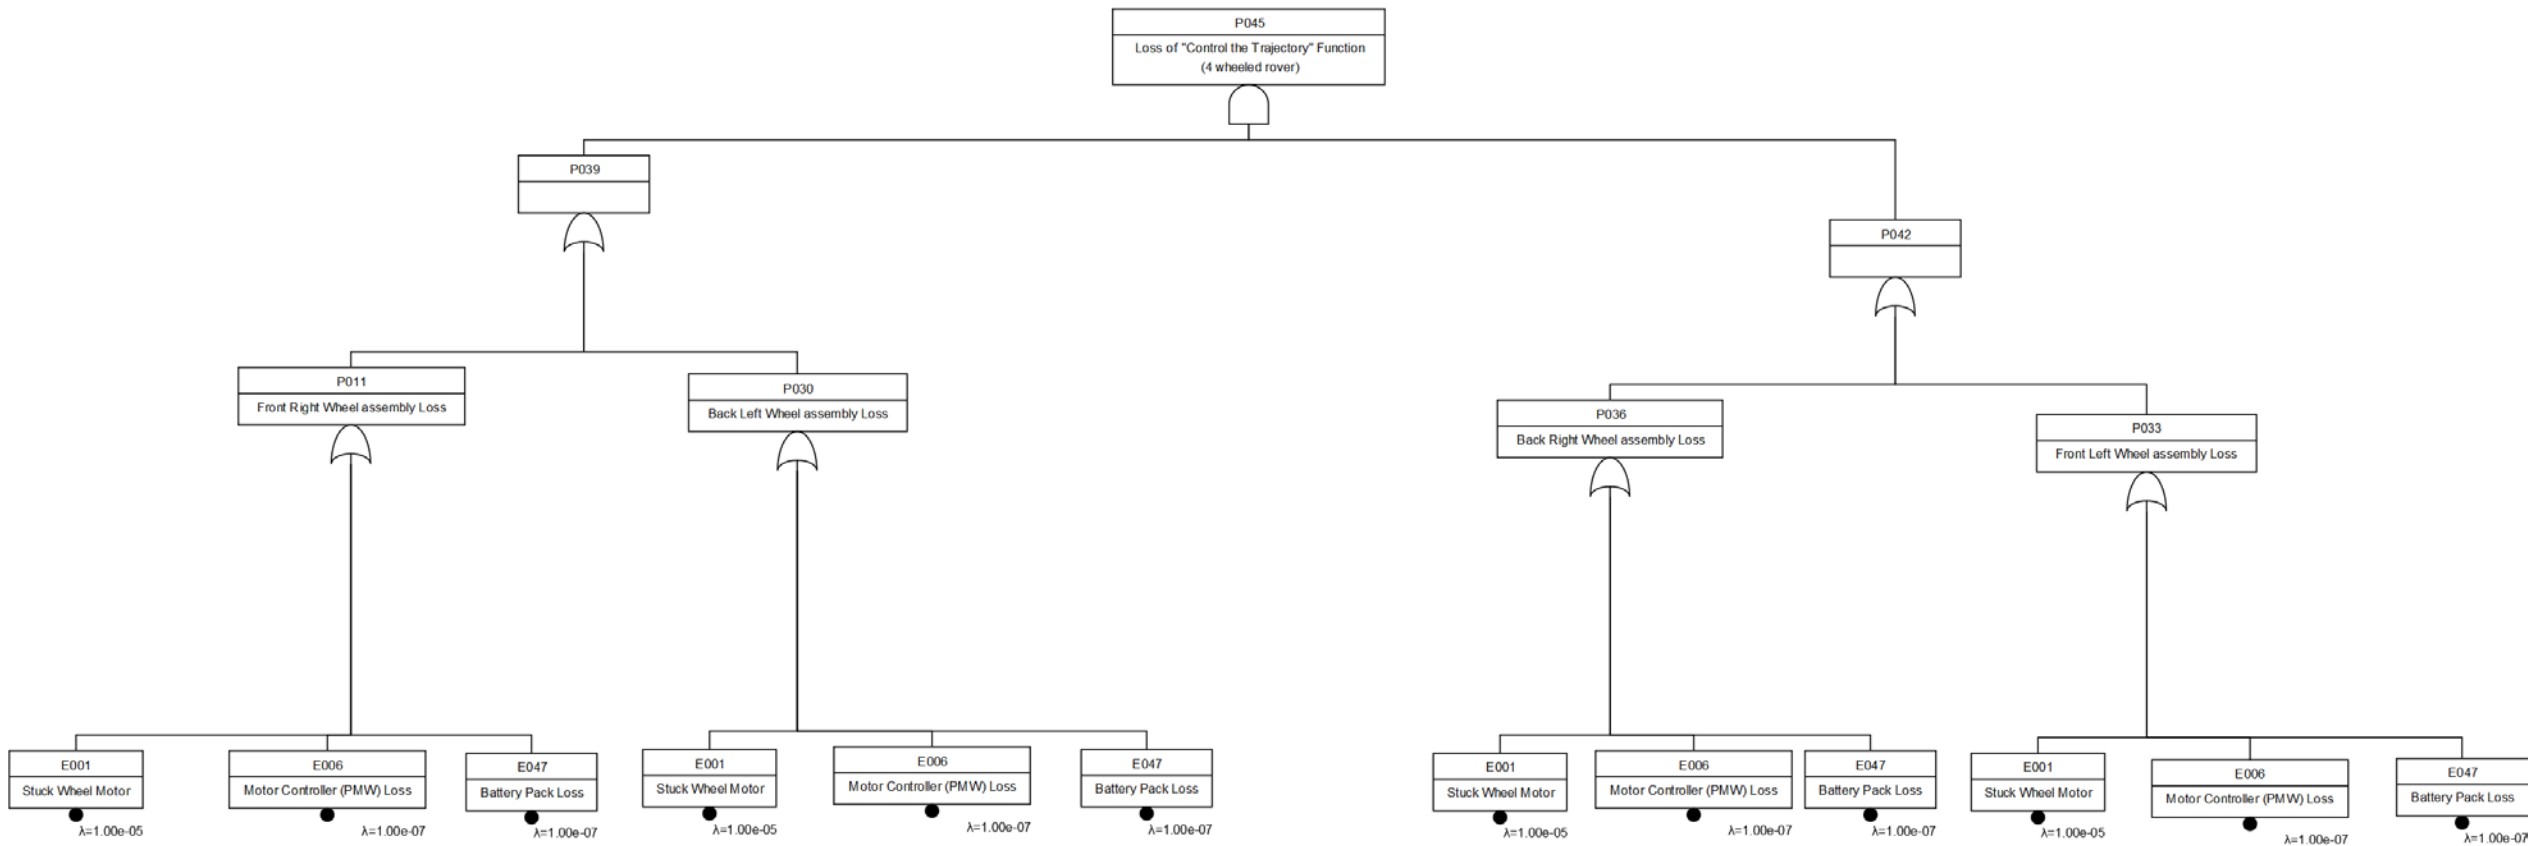 P045
Loss of "Control the Trajectory" Function
(4 wheeled rover)
P039
P042
P011
Front Right Wheel assembly Loss
P030
Back Left Wheel assembly Loss
P036
Back Right Wheel assembly Loss
P033
Front Left Wheel assembly Loss
E001
Stuck Wheel Motor
λ=1.00e-05
E006
Motor Controller (PMW) Loss
λ=1.00e-07
E047
Battery Pack Loss
λ=1.00e-07
E001
Stuck Wheel Motor
λ=1.00e-05
E006
Motor Controller (PMW) Loss
λ=1.00e-07
E047
Battery Pack Loss
λ=1.00e-07
E001
Stuck Wheel Motor
λ=1.00e-05
E006
Motor Controller (PMW) Loss
λ=1.00e-07
E047
Battery Pack Loss
λ=1.00e-07
E001
Stuck Wheel Motor
λ=1.00e-05
E006
Motor Controller (PMW) Loss
λ=1.00e-07
E047
Battery Pack Loss
λ=1.00e-07